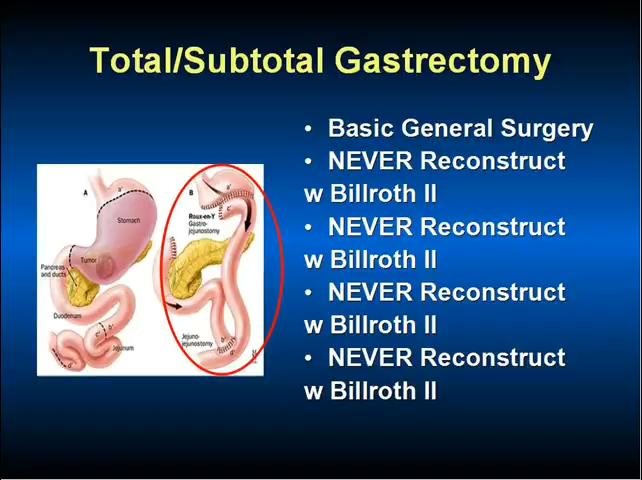 Total/Subtotal Gastrectomy
• Basic General Surgery
• NEVER Reconstruct
w Billroth II
• NEVER Reconstruct
w Billroth II
• NEVER Reconstruct
w Billroth II
• NEVER Reconstruct
w Billroth II
A
a'
Stomach
Tumor
Pancreas
and ducts
Duodenum
Jejunum
B
a'
c'
Roux-en-Y
Gastro-
jejunostomy
Jejuno-
jejunostomy